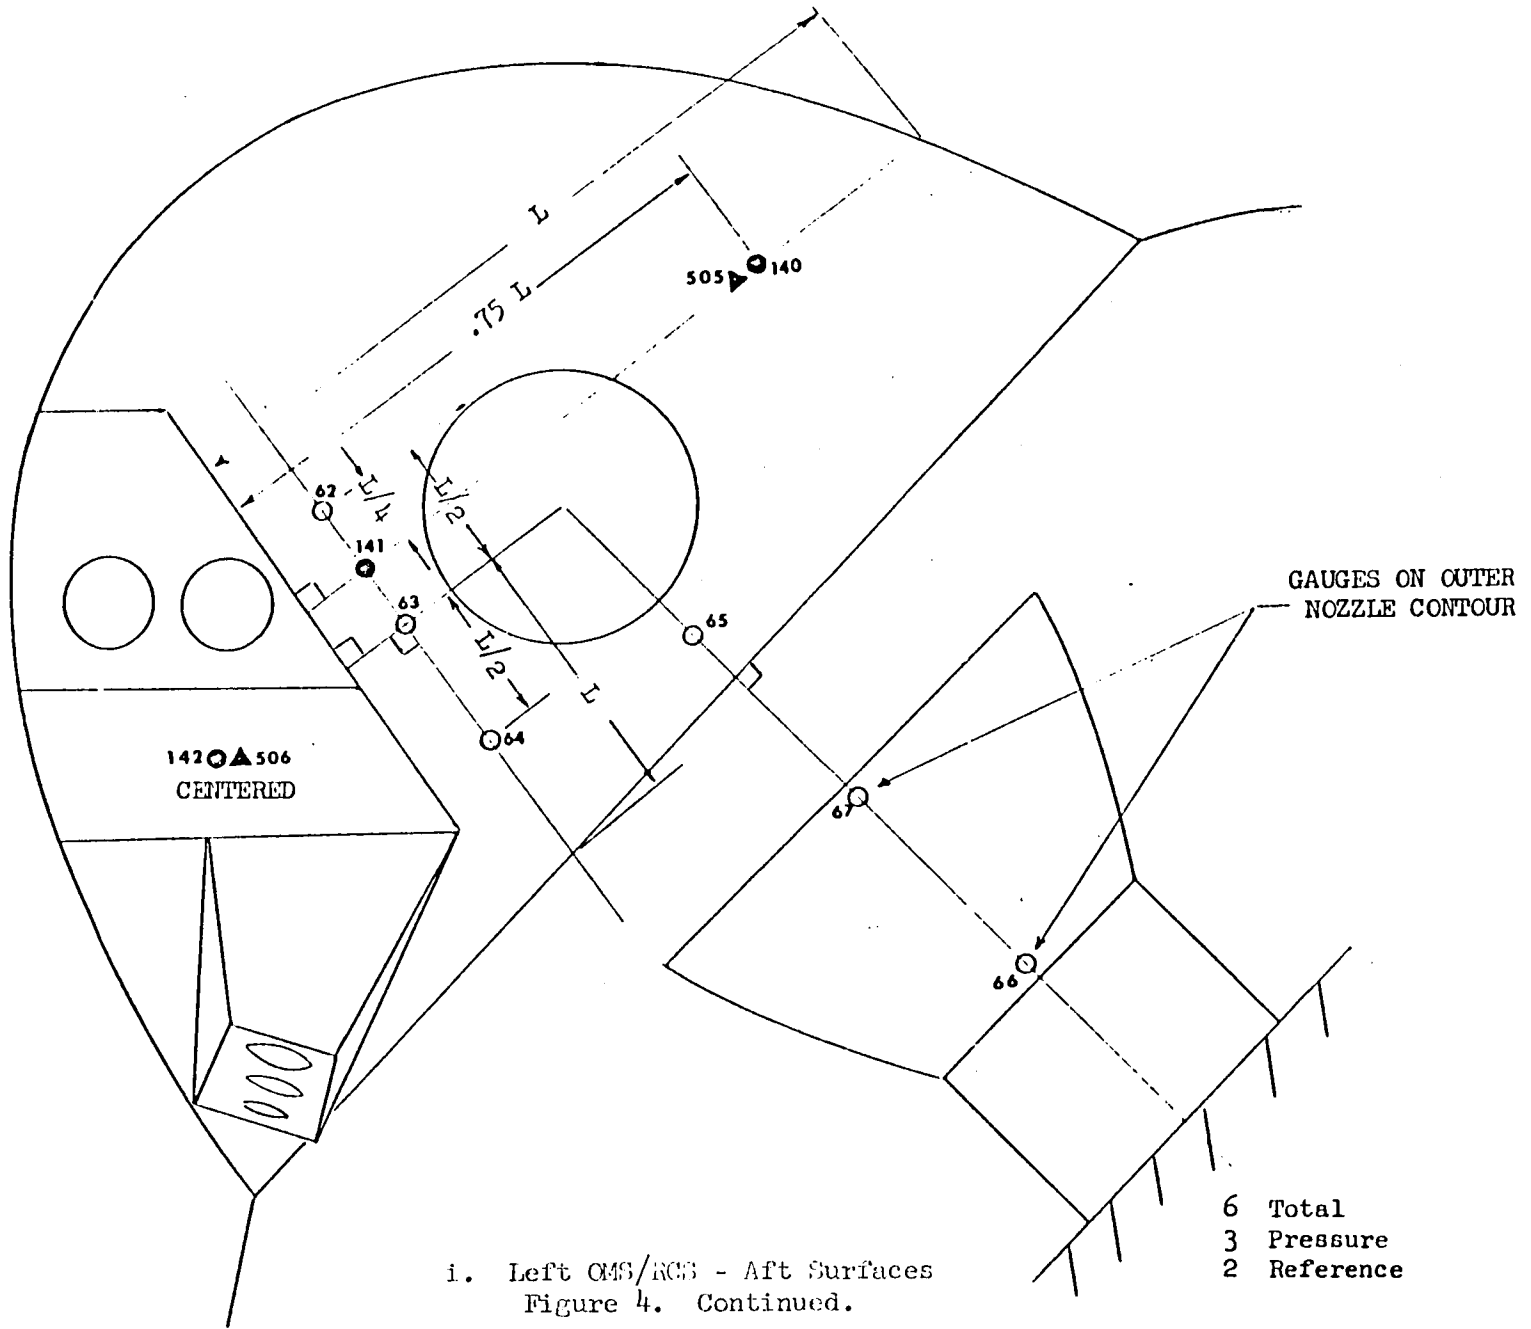 L
.75 L
505 140
62
L/4
L/2
141
63
L/2
L
65
64
GAUGES ON OUTER
NOZZLE CONTOUR
142 506
CENTERED
67
66
6 Total
3 Pressure
2 Reference
i. Left OMS/RCS - Aft Surfaces
Figure 4. Continued.